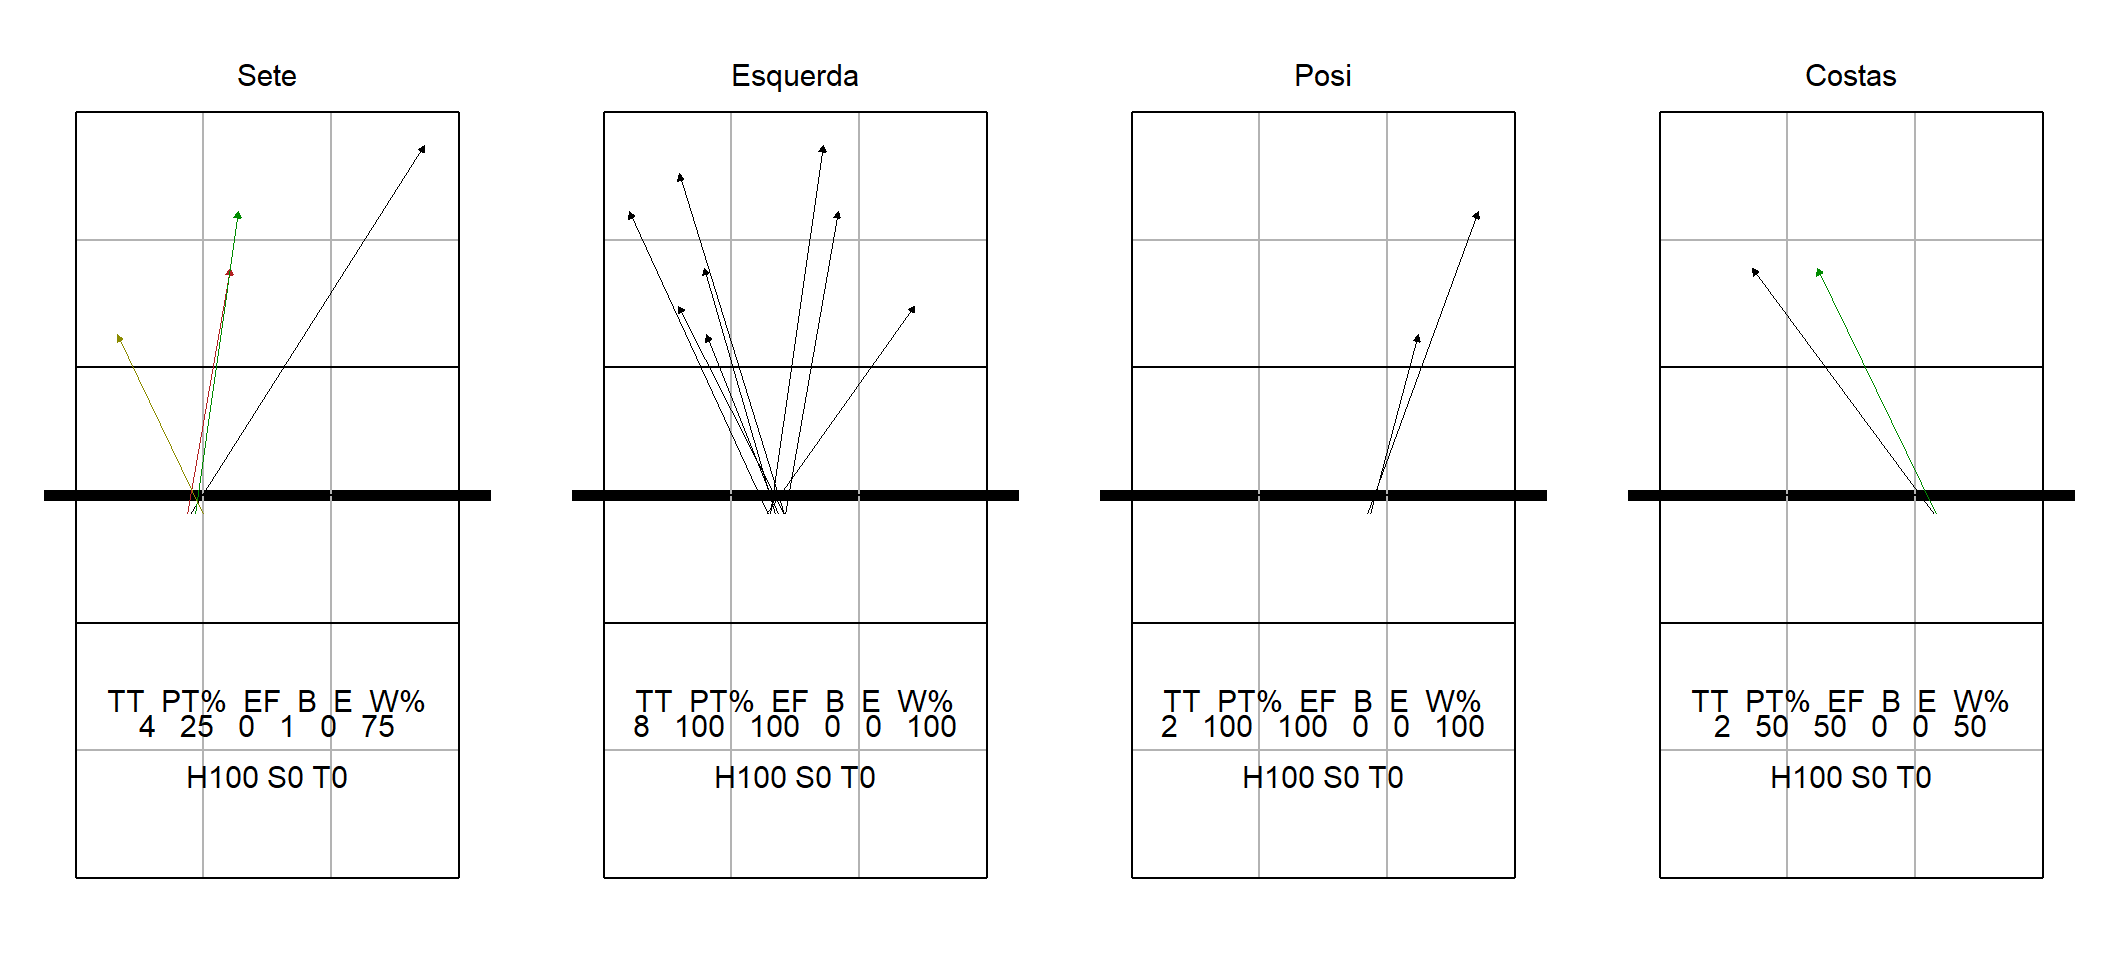 Sete
TT PT% EF B E W%
4 25 0 1 0 75
H100 S0 T0
Esquerda
TT PT% EF B E W%
8 100 100 0 0 100
H100 S0 T0
Posi
TT PT% EF B E W%
2 100 100 0 0 100
H100 S0 T0
Costas
TT PT% EF B E W%
2 50 50 0 0 50
H100 S0 T0